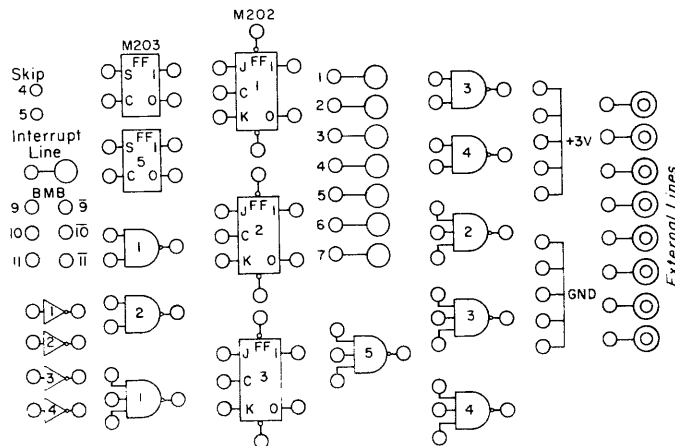 M202
M203
Skip
4
5
Interrupt
Line
BMB
9 9̅
10 1̅0̅
11 1̅1̅
1
2
3
4
FF
S 1
C 0
FF
S 1
5
C 0
1
2
1
J FF 1
C 1
K 0
J FF 1
C 2
K 0
J FF 1
C 3
K 0
1
2
3
4
5
6
7
5
3
4
2
3
4
+3V
GND
External Lines